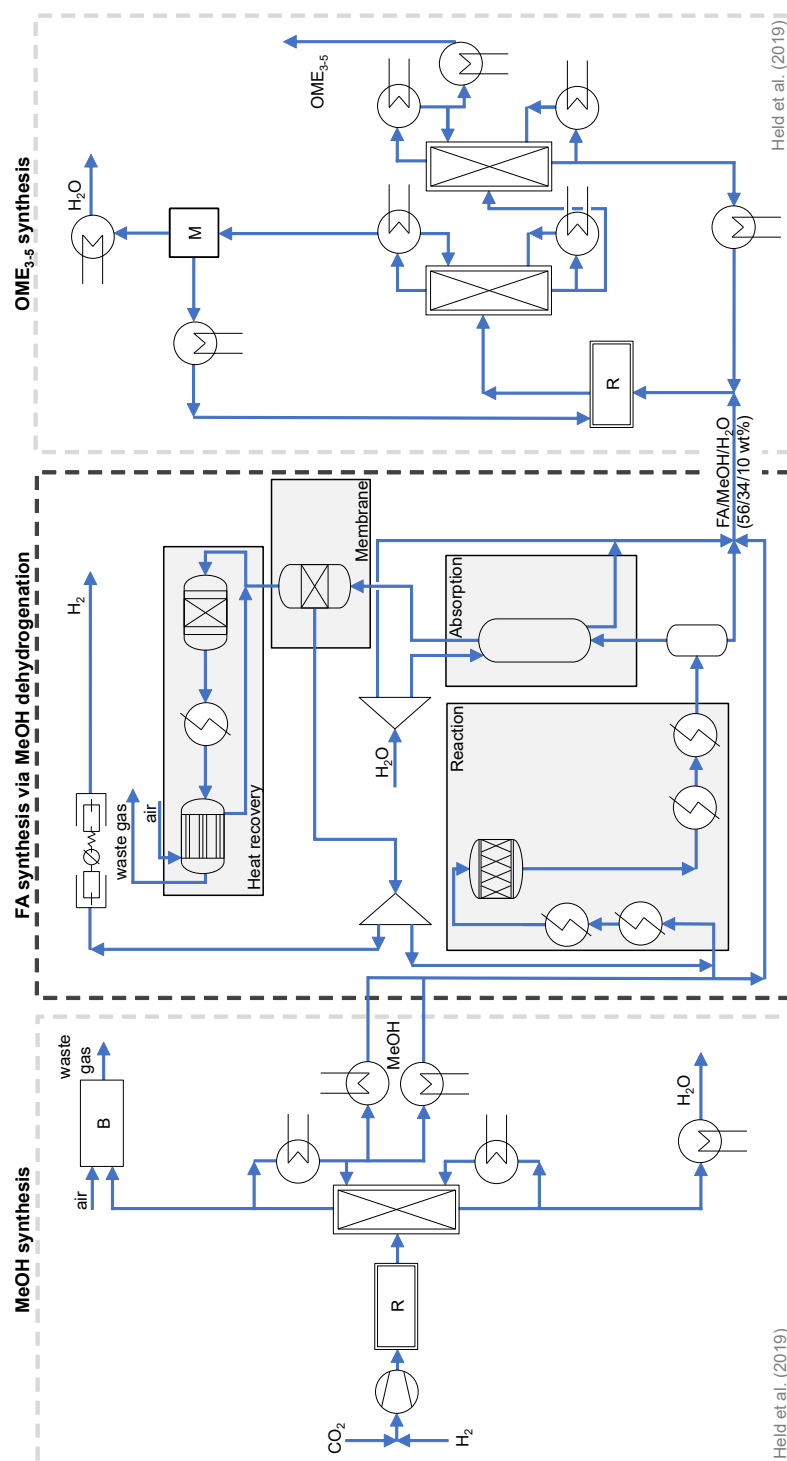 MeOH synthesis
air
B
waste
gas
MeOH
CO2
H2
R
H2O
Held et al. (2019)
FA synthesis via MeOH dehydrogenation
H2
waste gas
air
Heat recovery
Membrane
H2O
Absorption
Reaction
FA/MeOH/H2O
(56/34/10 wt%)
OME3-5 synthesis
H2O
M
OME3-5
R
Held et al. (2019)